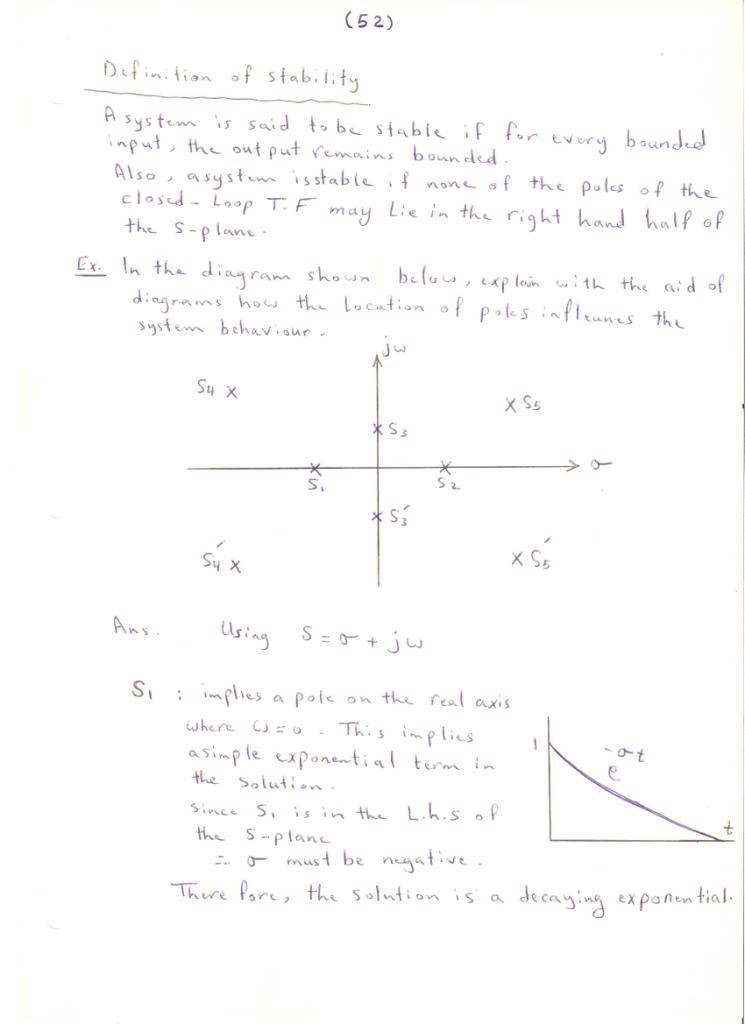 (52)
Definition of stability
A system is said to be stable if for every bounded
input, the output remains bounded.
Also, a system is stable if none of the poles of the
closed-Loop T.F may Lie in the right hand half of
the S-plane.
Ex. In the diagram shown below, explain with the aid of
diagrams how the Location of poles infleunes the
system behaviour.
jω
S4 x
x S5
x S3
σ
x
S1
x
S2
x S3'
S4' x
x S5'
Ans. Using S = σ + jω
S1 : implies a pole on the real axis
where ω=0. This implies
a simple exponential term in
the solution.
since S1 is in the L.h.s of
the S-plane
∴ σ must be negative.
1
e^-σt
t
There fore, the solution is a decaying exponential.